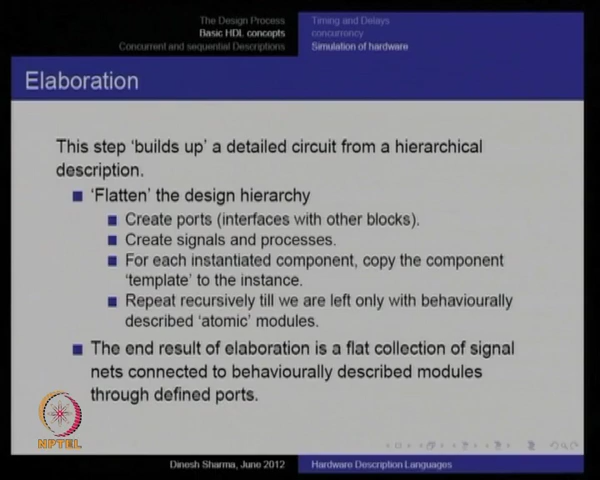 The Design Process
Basic HDL concepts
Concurrent and sequential Descriptions
Timing and Delays
concurrency
Simulation of hardware
Elaboration
This step 'builds up' a detailed circuit from a hierarchical
description.
'Flatten' the design hierarchy
Create ports (interfaces with other blocks).
Create signals and processes.
For each instantiated component, copy the component
'template' to the instance.
Repeat recursively till we are left only with behaviourally
described 'atomic' modules.
The end result of elaboration is a flat collection of signal
nets connected to behaviourally described modules
through defined ports.
NPTEL
Dinesh Sharma, June 2012
Hardware Description Languages